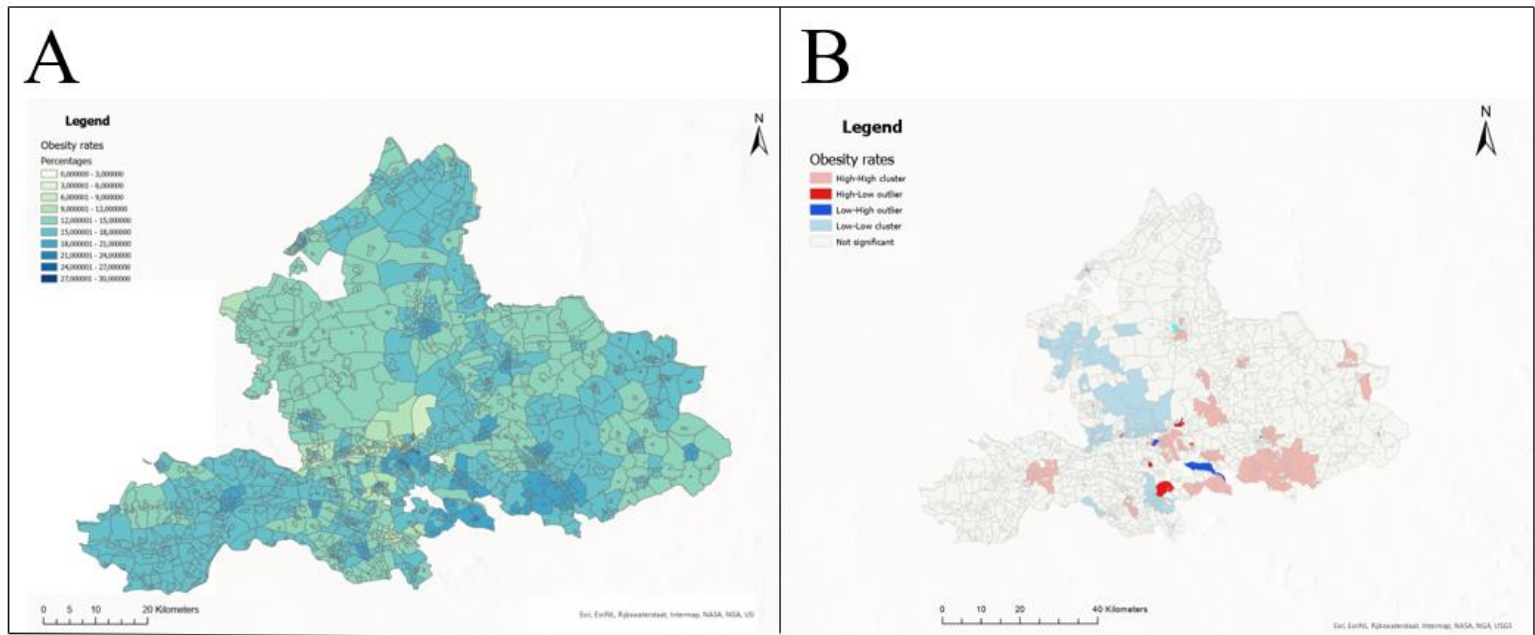 A
Legend
Obesity rates
Percentages
0,000000 - 3,000000
3,000001 - 6,000000
6,000001 - 9,000000
9,000001 - 12,000000
12,000001 - 15,000000
15,000001 - 18,000000
18,000001 - 21,000000
21,000001 - 24,000000
24,000001 - 27,000000
27,000001 - 30,000000
N
0 5 10 20 Kilometers
Esri, EsriNL, Rijkswaterstaat, Intermap, NASA, NGA, US
B
Legend
Obesity rates
High-High cluster
High-Low outlier
Low-High outlier
Low-Low cluster
Not significant
N
0 10 20 40 Kilometers
Esri, EsriNL, Rijkswaterstaat, Intermap, NASA, NGA, USGS